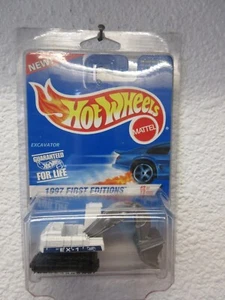 NEW!
Hot Wheels
MATTEL
EXCAVATOR
GUARANTEED
FOR LIFE
1997 FIRST EDITIONS
EX-1